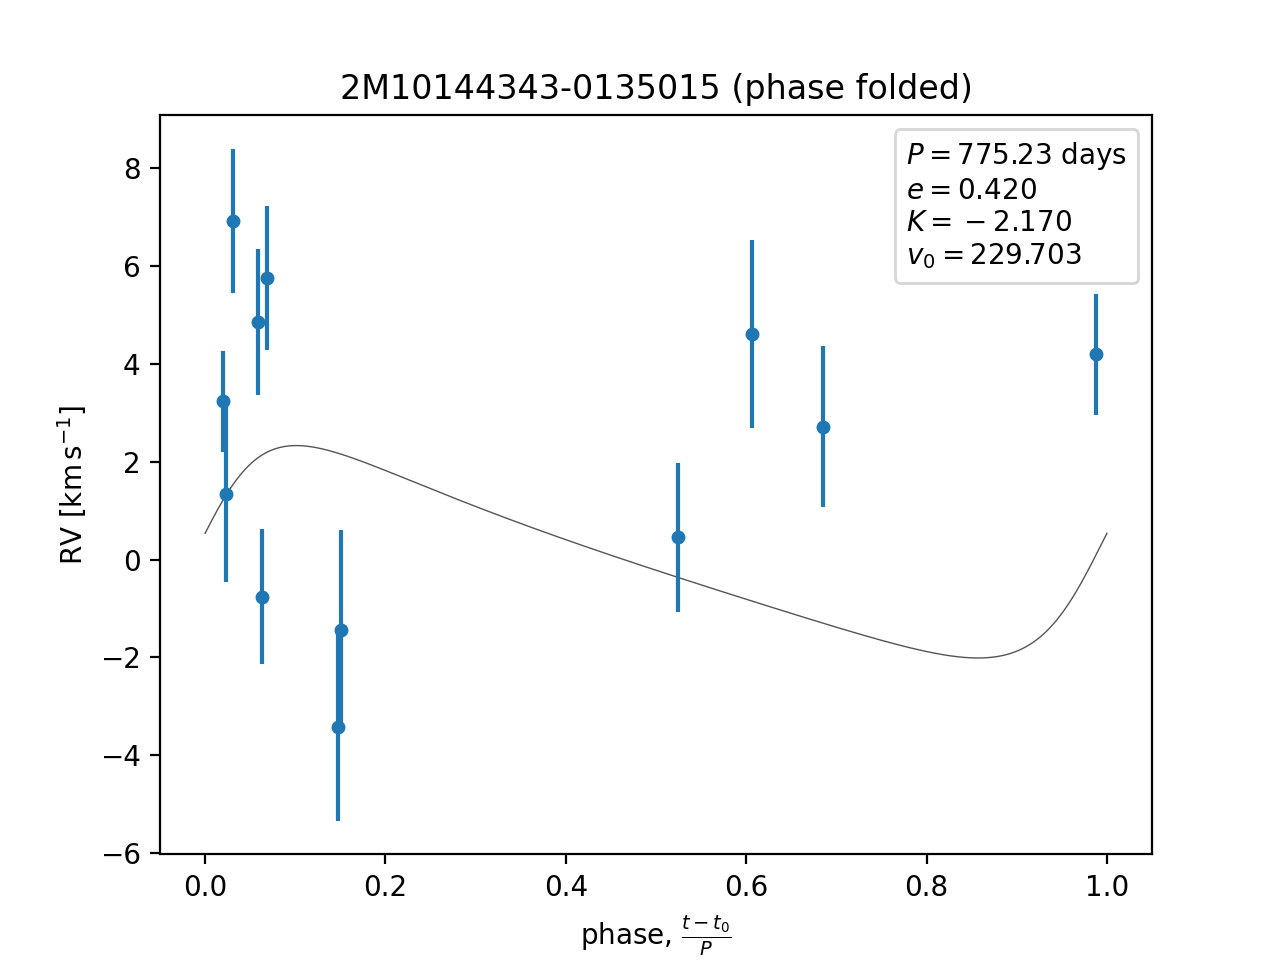 2M10144343-0135015 (phase folded)
P = 775.23 days
e = 0.420
K = −2.170
v₀ = 229.703
RV [km s⁻¹]
8
6
4
2
0
−2
−4
−6
0.0 0.2 0.4 0.6 0.8 1.0
phase, (t − t₀)/P